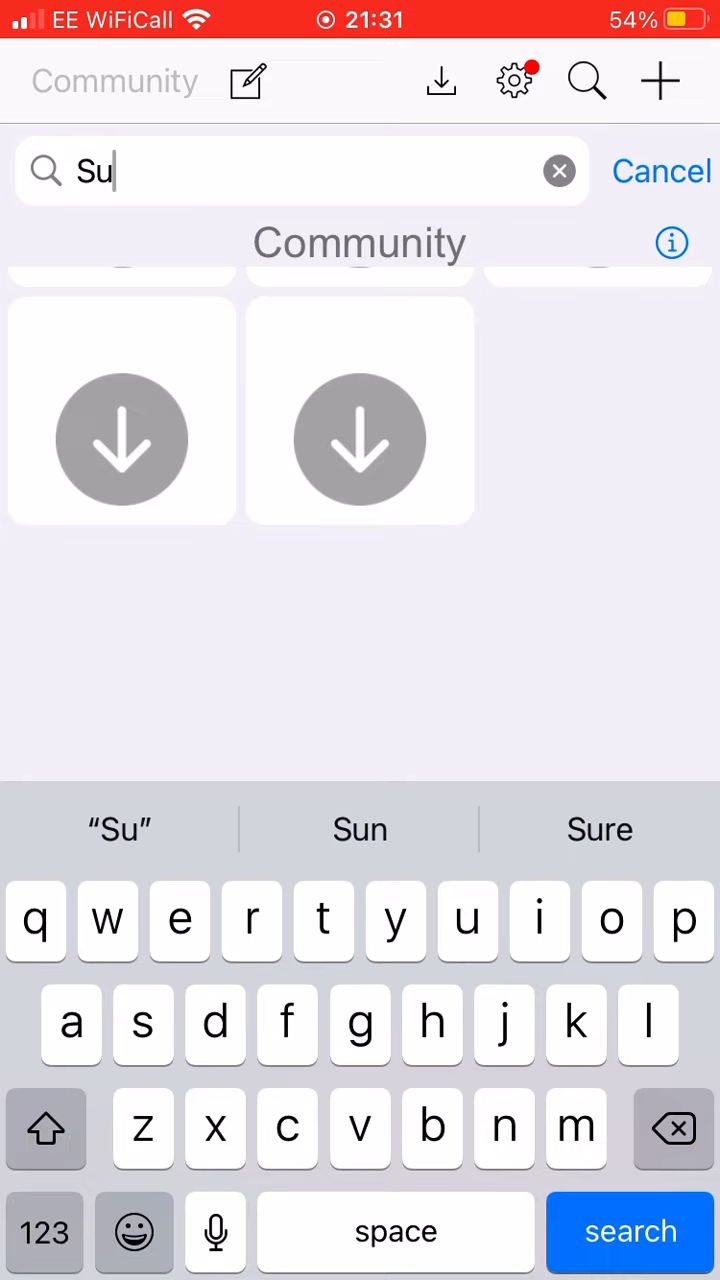 EE WiFiCall 21:31 54%
Community
Su Cancel
Community
“Su” Sun Sure
q w e r t y u i o p
a s d f g h j k l
z x c v b n m
123 space search